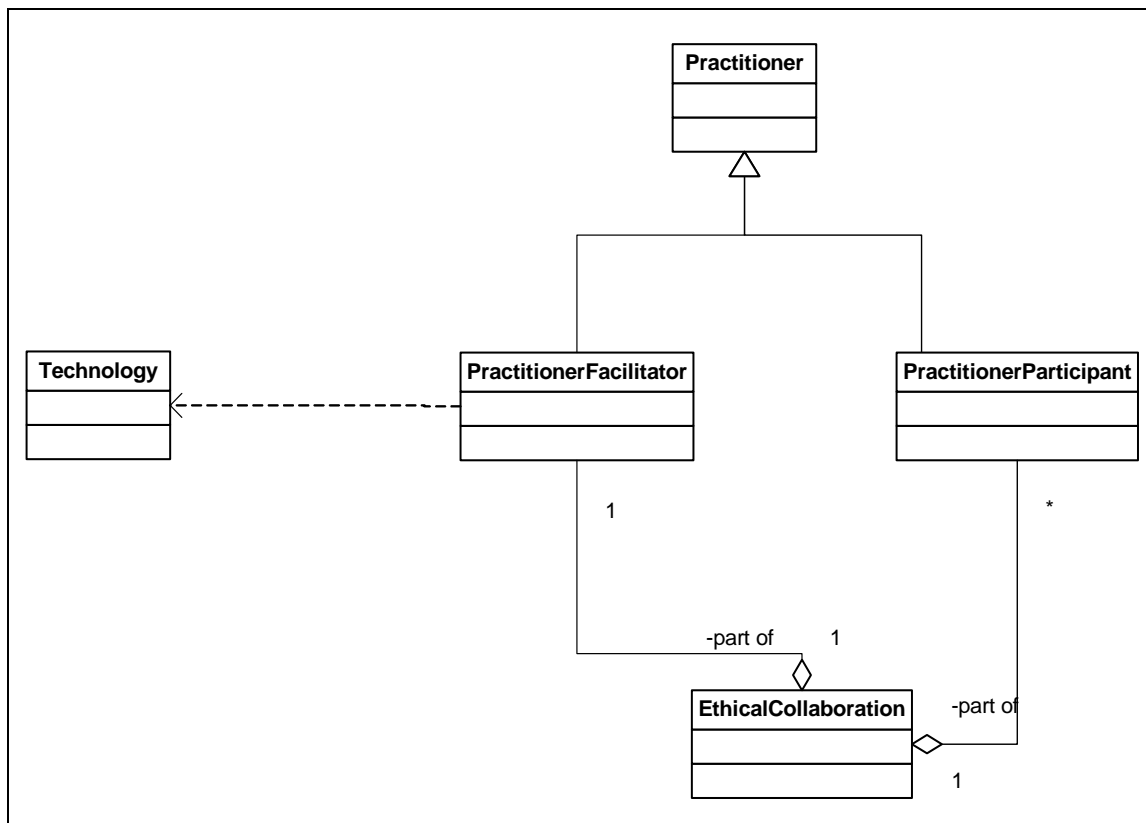 Practitioner
Technology
PractitionerFacilitator
PractitionerParticipant
1
*
-part of
1
EthicalCollaboration
-part of
1